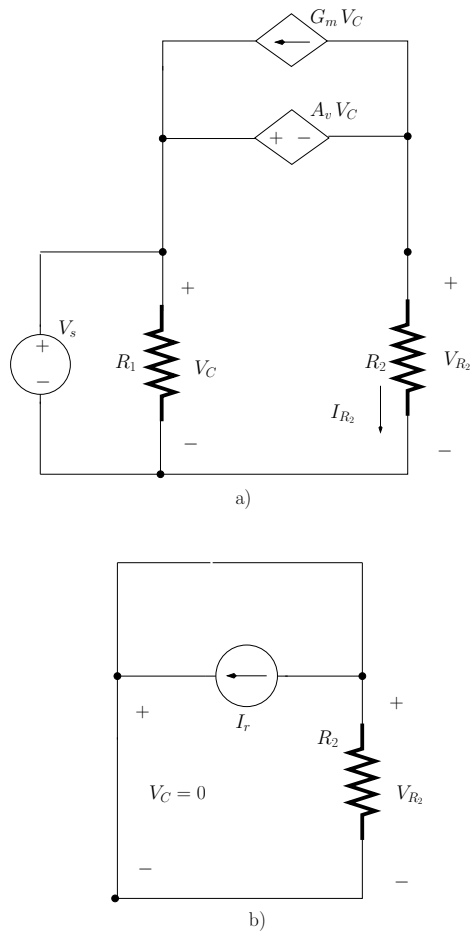 G_m V_C
A_v V_C
+ −
V_s
+
−
+
R_1
V_C
−
+
R_2
V_{R_2}
I_{R_2}
−
a)
+
I_r
+
R_2
V_C = 0
V_{R_2}
−
−
b)